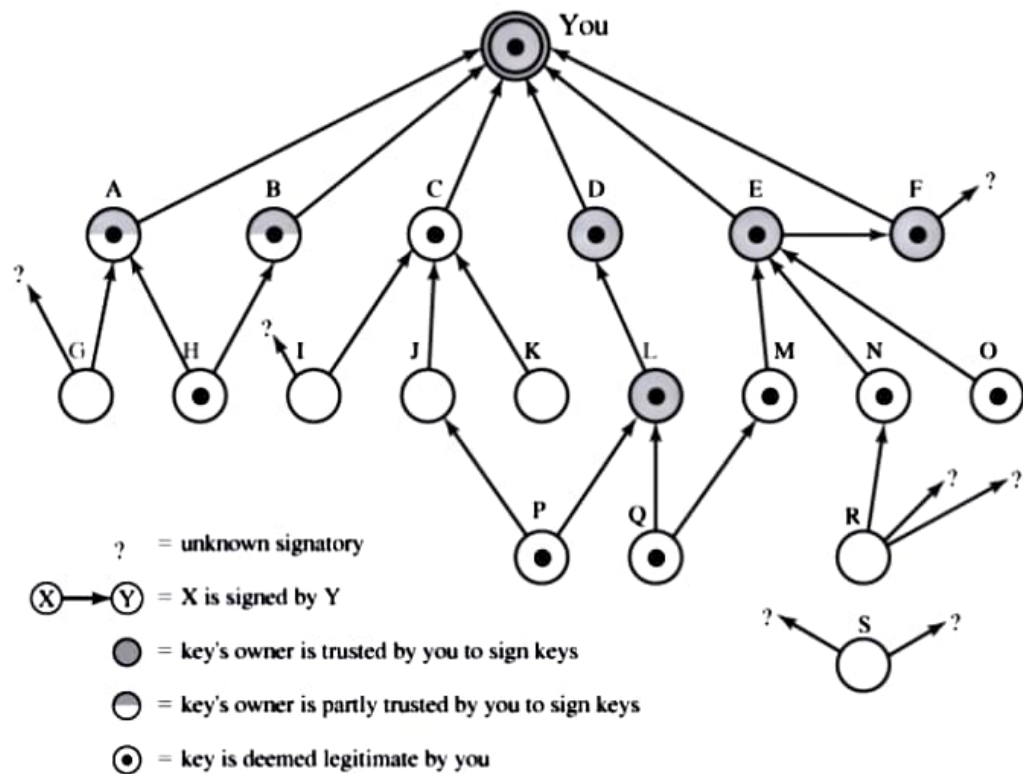 You
A B C D E F ?
?
G H ? I J K L M N O
P Q R ? ?
? = unknown signatory
X Y = X is signed by Y
? S ?
= key's owner is trusted by you to sign keys
= key's owner is partly trusted by you to sign keys
= key is deemed legitimate by you